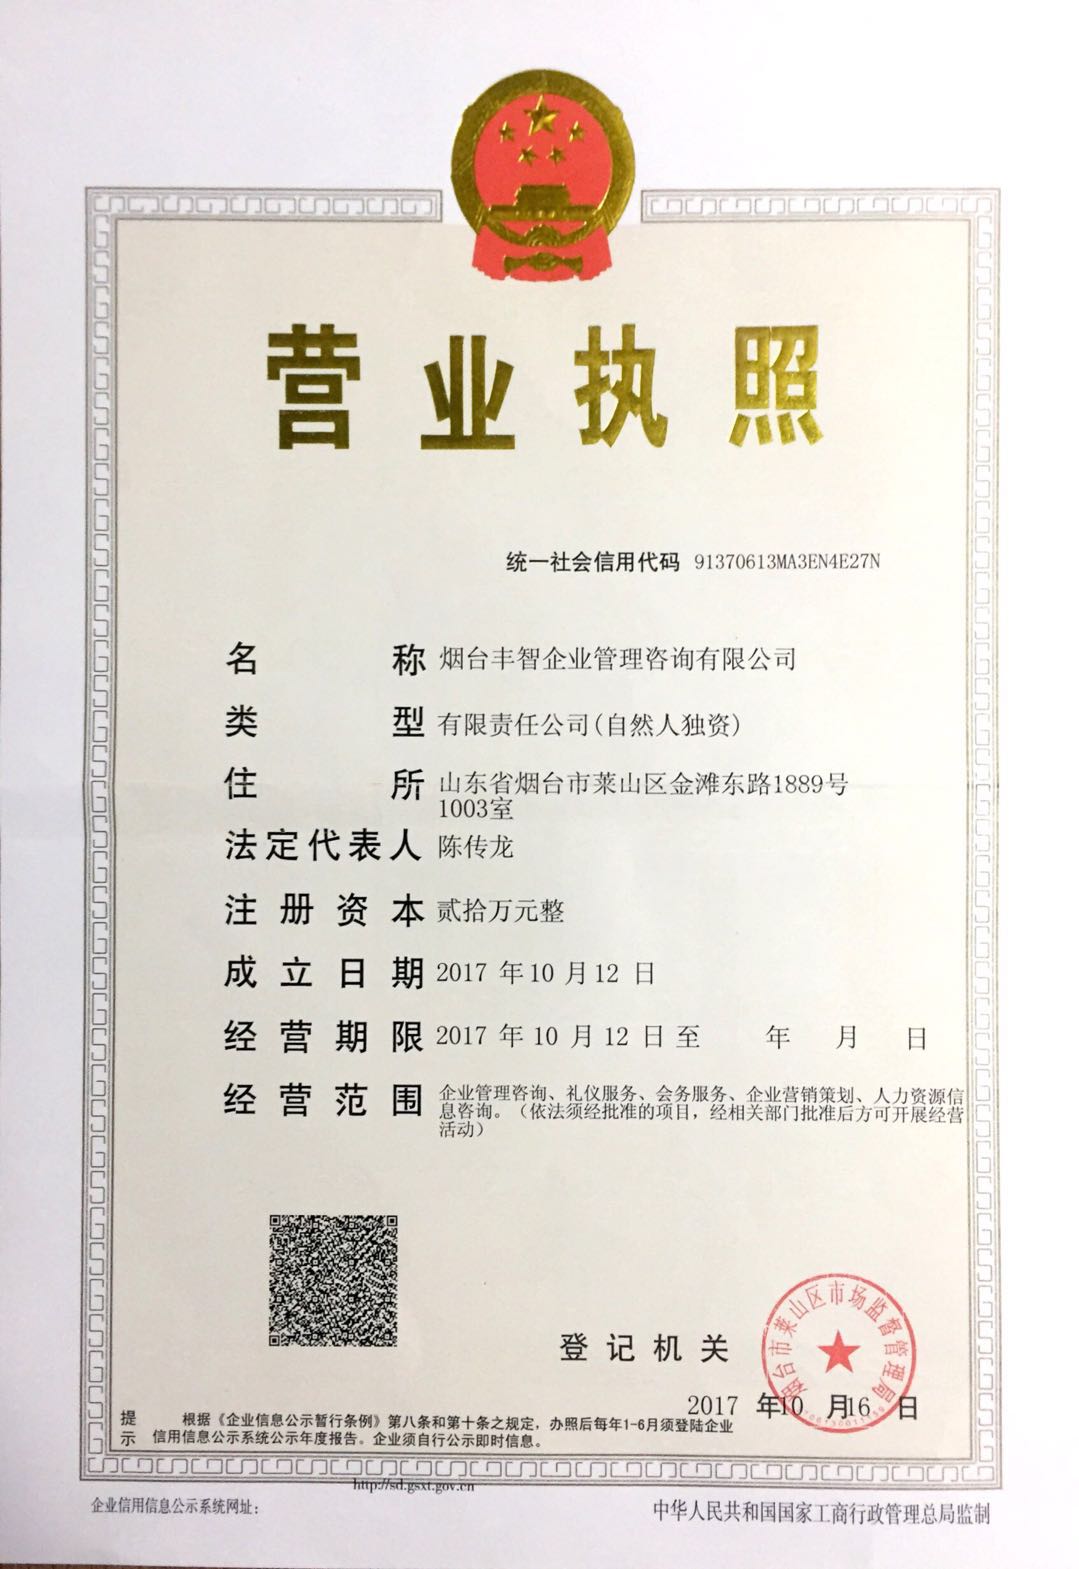 营业执照
统一社会信用代码 91370613MA3EN4E27N
名称 烟台丰智企业管理咨询有限公司
类型 有限责任公司(自然人独资)
住所 山东省烟台市莱山区金滩东路1889号
1003室
法定代表人 陈传龙
注册资本 贰拾万元整
成立日期 2017 年10 月12 日
经营期限 2017 年10 月12 日 至 年 月 日
经营范围 企业管理咨询、礼仪服务、会务服务、企业营销策划、人力资源信
息咨询。（依法须经批准的项目，经相关部门批准后方可开展经营
活动）
烟台市莱山区市场监督管理局
登记机关
2017 年10 月16 日
提示 根据《企业信息公示暂行条例》第八条和第十条之规定，办照后每年1-6月须登陆企业
信用信息公示系统公示年度报告。企业须自行公示即时信息。
http://sd.gsxt.gov.cn
企业信用信息公示系统网址：
中华人民共和国国家工商行政管理总局监制